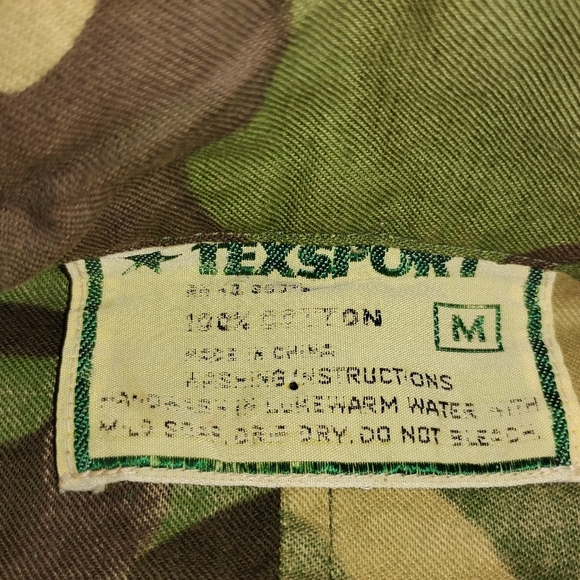 TEXSPORT
100% COTTON
M
MADE IN CHINA
WASHING INSTRUCTIONS
HAND WASH IN LUKEWARM WATER WITH
MILD SOAP, DRIP DRY, DO NOT BLEACH